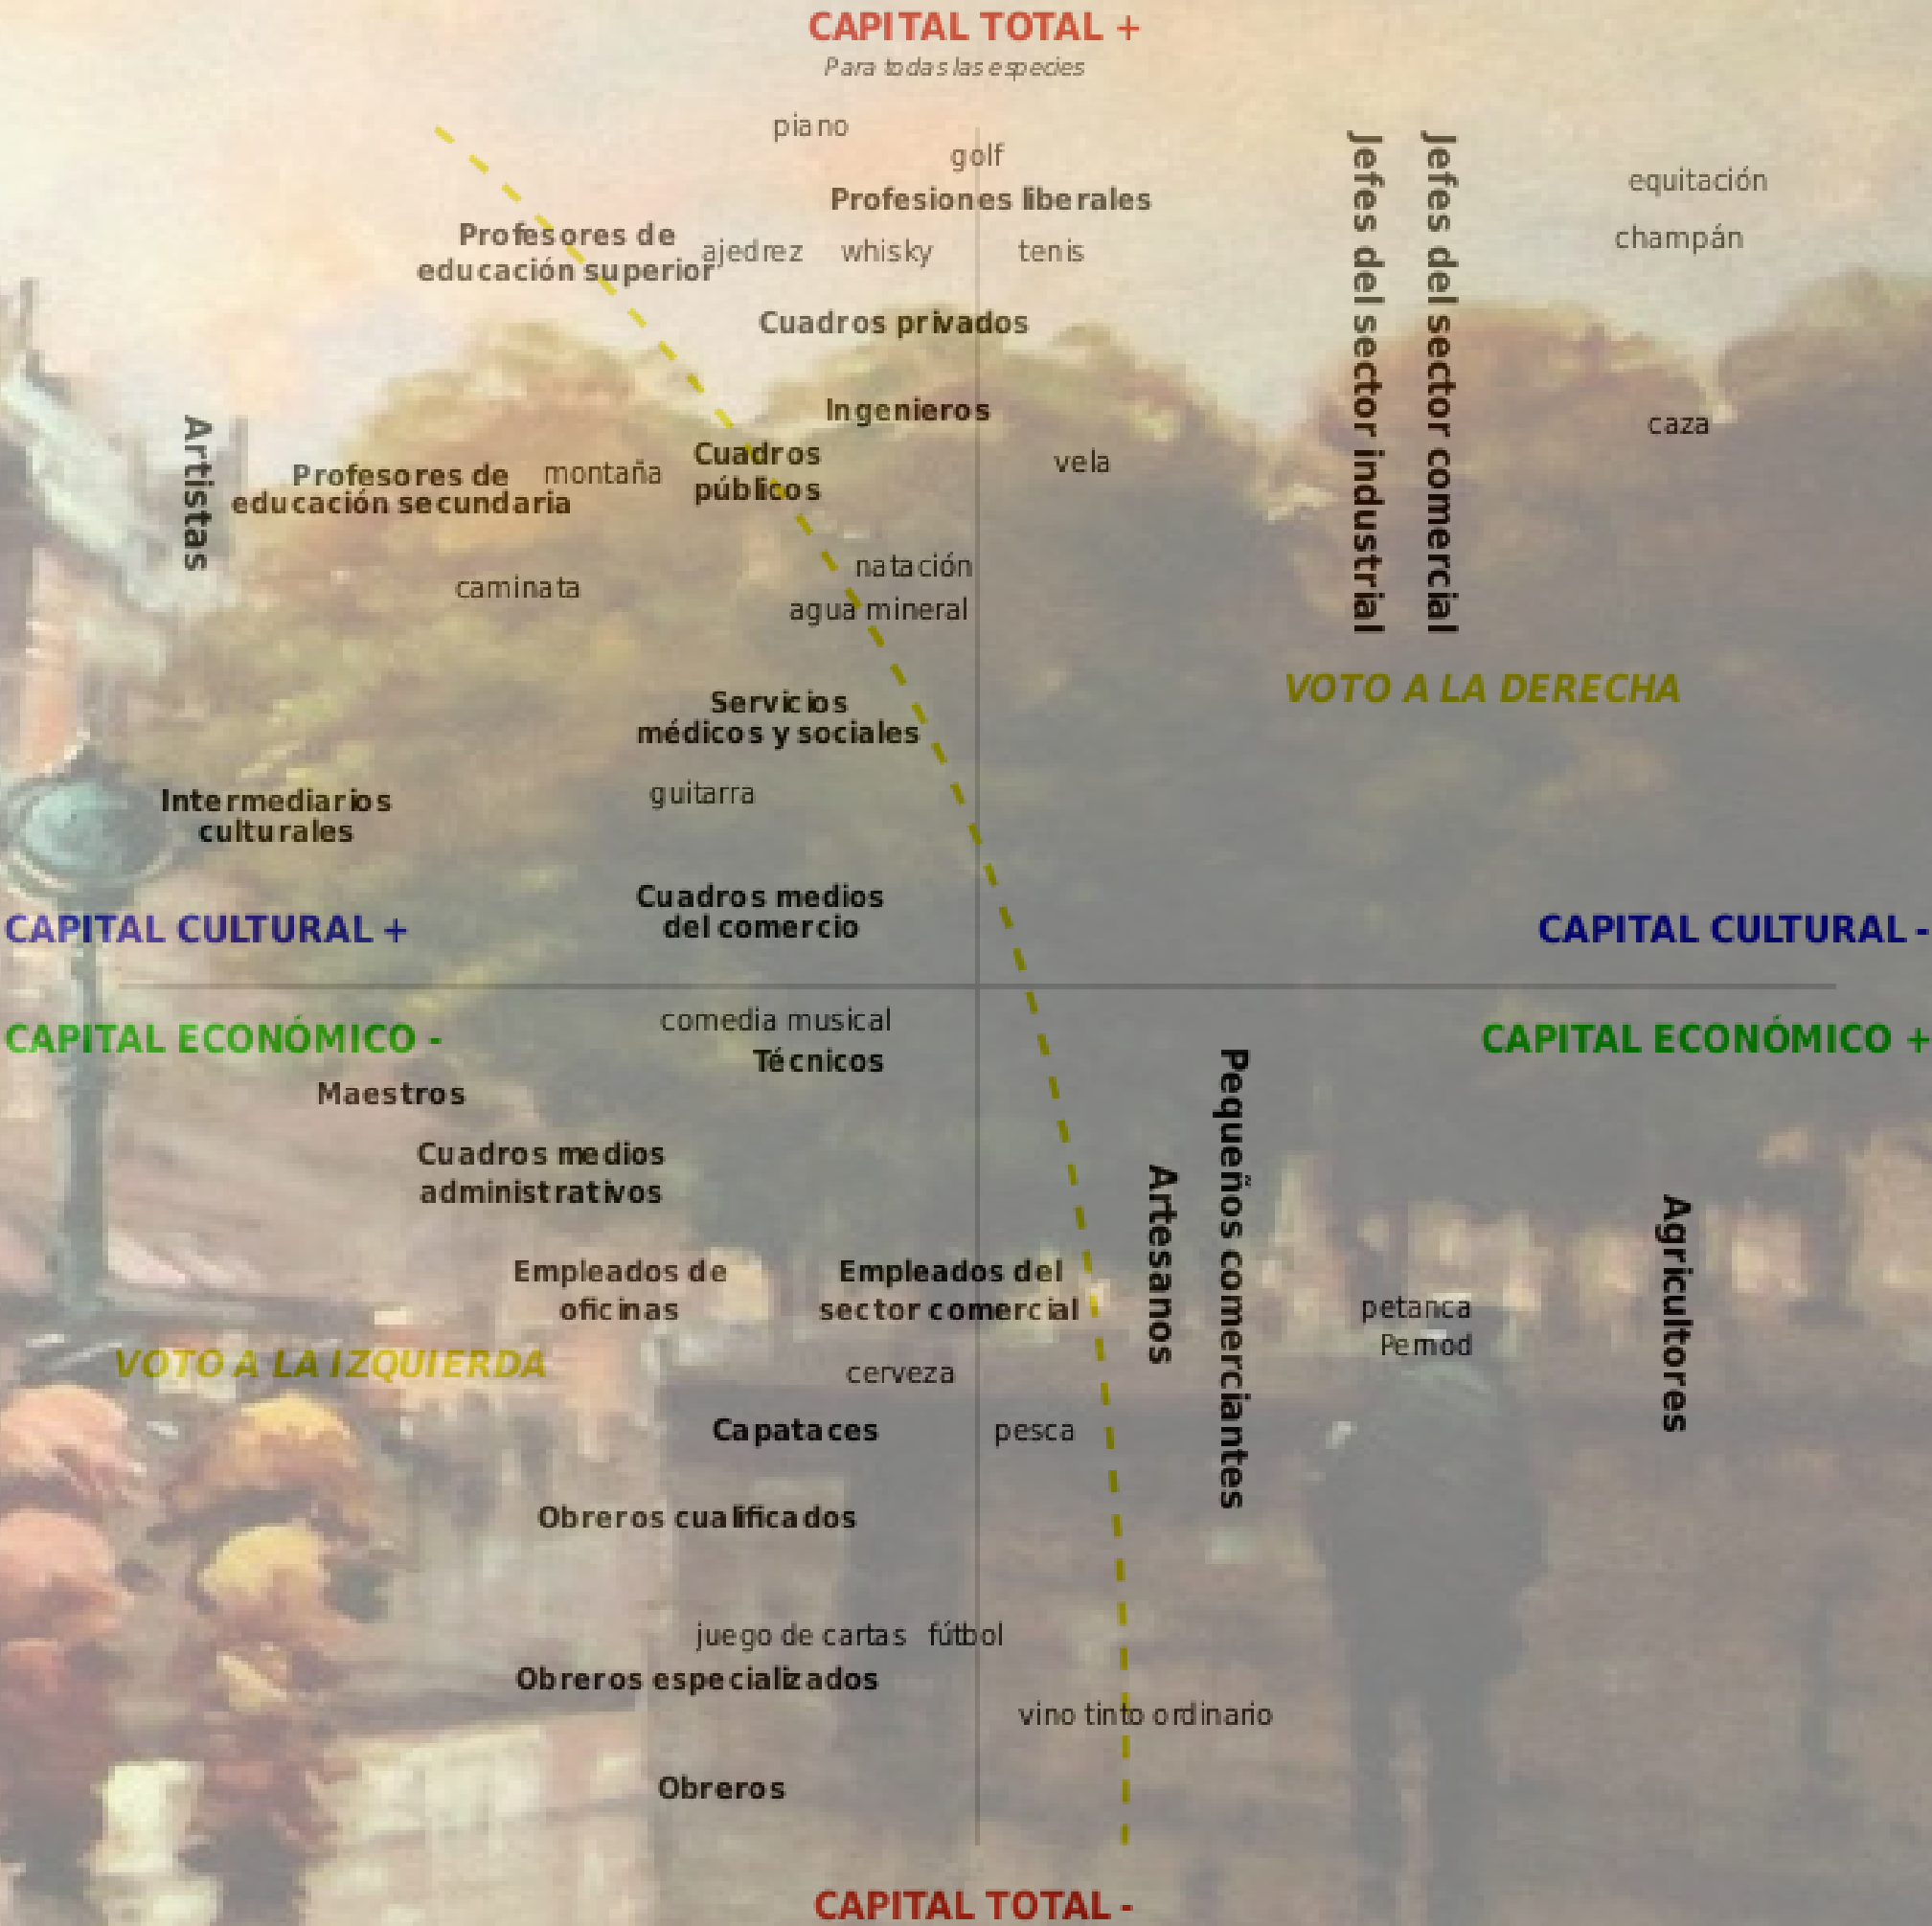 CAPITAL TOTAL +
Para todas las especies
piano
golf
Profesiones liberales
Profesores de
educación superior
ajedrez
whisky
tenis
Jefes del sector industrial
Jefes del sector comercial
equitación
champán
Cuadros privados
Ingenieros
caza
Artistas
Profesores de
educación secundaria
montaña
Cuadros
públicos
vela
natación
caminata
agua mineral
VOTO A LA DERECHA
Servicios
médicos y sociales
guitarra
Intermediarios
culturales
Cuadros medios
del comercio
CAPITAL CULTURAL +
CAPITAL CULTURAL -
CAPITAL ECONÓMICO -
CAPITAL ECONÓMICO +
comedia musical
Técnicos
Maestros
Cuadros medios
administrativos
Artesanos
Pequeños comerciantes
Agricultores
Empleados de
oficinas
Empleados del
sector comercial
petanca
Pernod
VOTO A LA IZQUIERDA
cerveza
Capataces
pesca
Obreros cualificados
juego de cartas
fútbol
Obreros especializados
vino tinto ordinario
Obreros
CAPITAL TOTAL -